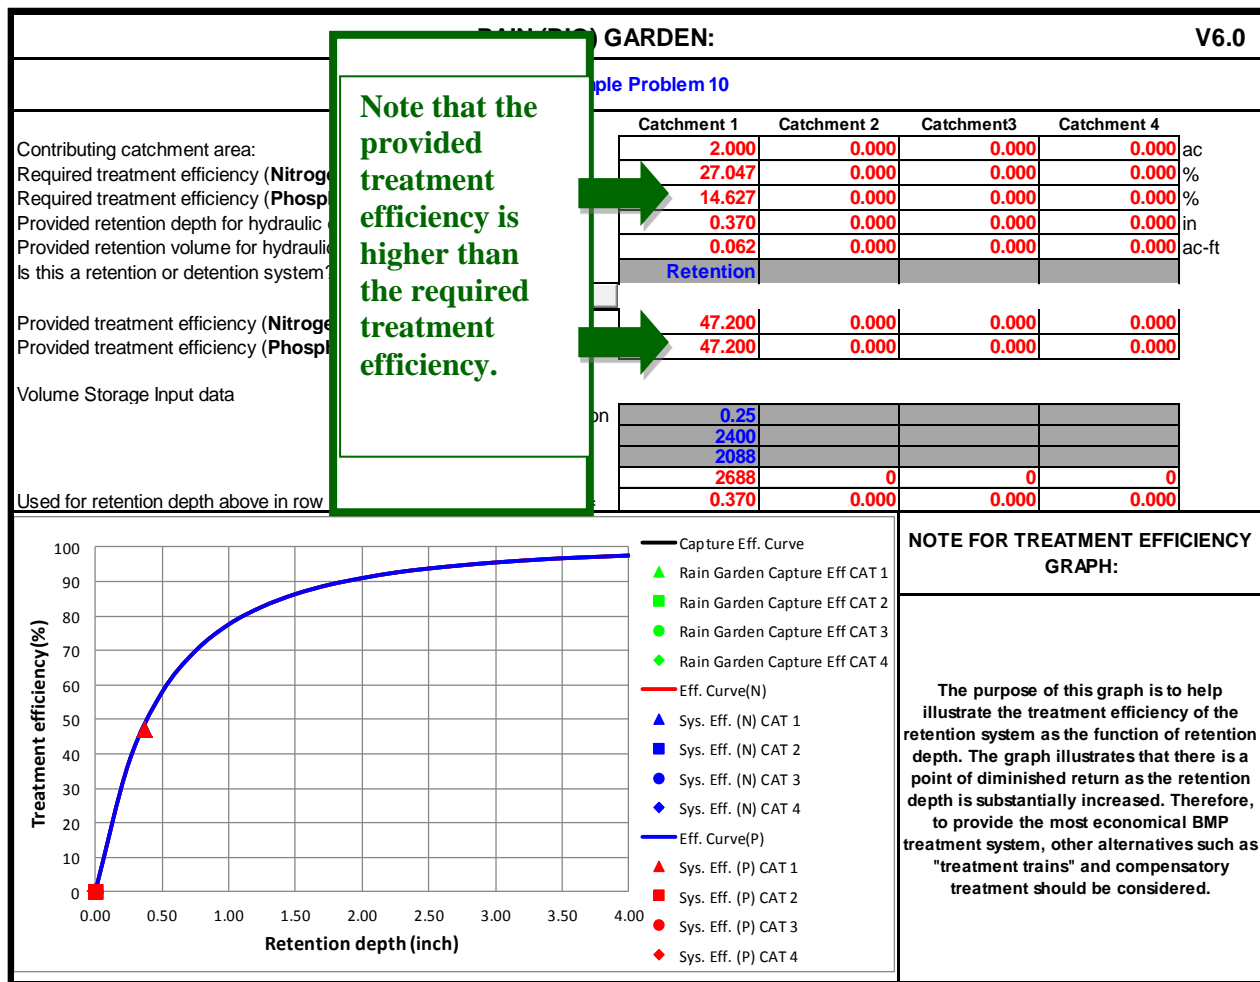 GARDEN: V6.0
Problem 10
Note that the
provided
treatment
efficiency is
higher than
the required
treatment
efficiency.
Catchment 1 Catchment 2 Catchment3 Catchment 4
Contributing catchment area: 2.000 0.000 0.000 0.000 ac
Required treatment efficiency ( 27.047 0.000 0.000 0.000 %
Required treatment efficiency ( 14.627 0.000 0.000 0.000 %
Provided retention depth for hydraulic 0.370 0.000 0.000 0.000 in
Provided retention volume for hydraulic 0.062 0.000 0.000 0.000 ac-ft
Is this a retention or detention system? Retention
Provided treatment efficiency ( 47.200 0.000 0.000 0.000
Provided treatment efficiency ( 47.200 0.000 0.000 0.000
Volume Storage Input data
0.25
2400
2088
2688 0 0 0
Used for retention depth above in row 0.370 0.000 0.000 0.000
100
90
80
70
60
50
40
30
20
10
0
0.00 0.50 1.00 1.50 2.00 2.50 3.00 3.50 4.00
Treatment efficiency(%)
Retention depth (inch)
Capture Eff. Curve
Rain Garden Capture Eff CAT 1
Rain Garden Capture Eff CAT 2
Rain Garden Capture Eff CAT 3
Rain Garden Capture Eff CAT 4
Eff. Curve(N)
Sys. Eff. (N) CAT 1
Sys. Eff. (N) CAT 2
Sys. Eff. (N) CAT 3
Sys. Eff. (N) CAT 4
Eff. Curve(P)
Sys. Eff. (P) CAT 1
Sys. Eff. (P) CAT 2
Sys. Eff. (P) CAT 3
Sys. Eff. (P) CAT 4
NOTE FOR TREATMENT EFFICIENCY
GRAPH:
The purpose of this graph is to help
illustrate the treatment efficiency of the
retention system as the function of retention
depth. The graph illustrates that there is a
point of diminished return as the retention
depth is substantially increased. Therefore,
to provide the most economical BMP
treatment system, other alternatives such as
"treatment trains" and compensatory
treatment should be considered.